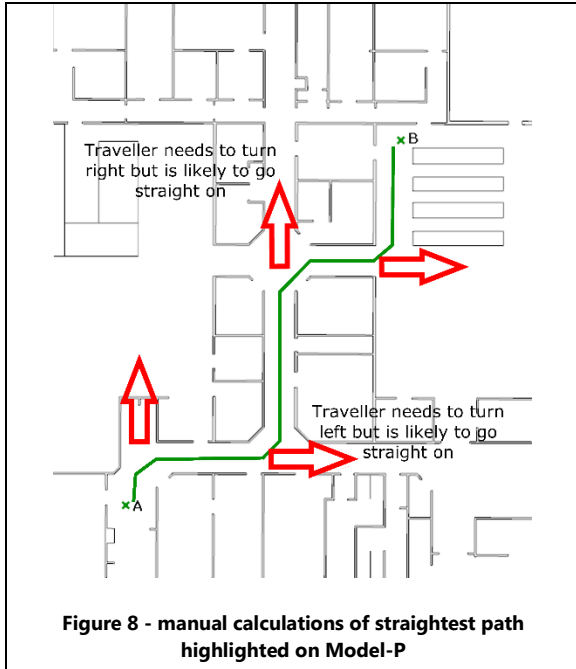 B
Traveller needs to turn
right but is likely to go
straight on
Traveller needs to turn
left but is likely to go
straight on
A
Figure 8 - manual calculations of straightest path
highlighted on Model-P